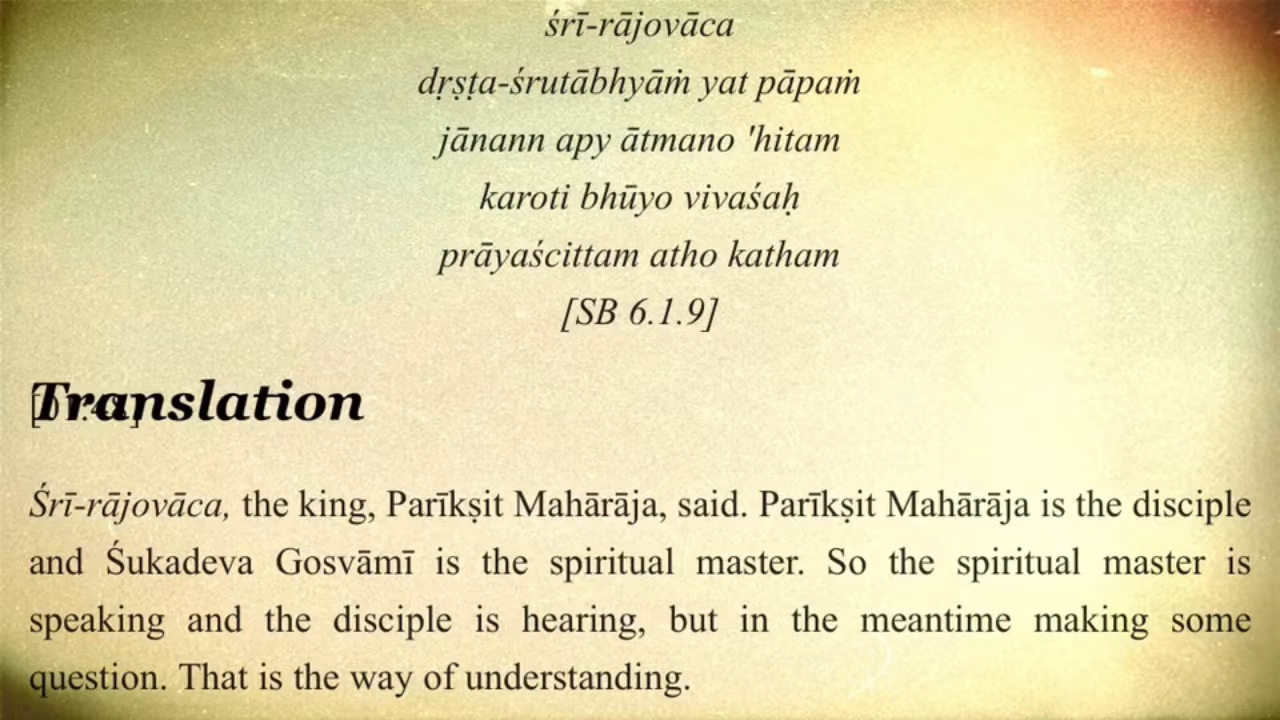 śrī-rājovāca
dṛṣṭa-śrutābhyāṁ yat pāpaṁ
jānann apy ātmano 'hitam
karoti bhūyo vivaśaḥ
prāyaścittam atho katham
[SB 6.1.9]
Translation
Śrī-rājovāca, the king, Parīkṣit Mahārāja, said. Parīkṣit Mahārāja is the disciple
and Śukadeva Gosvāmī is the spiritual master. So the spiritual master is
speaking and the disciple is hearing, but in the meantime making some
question. That is the way of understanding.